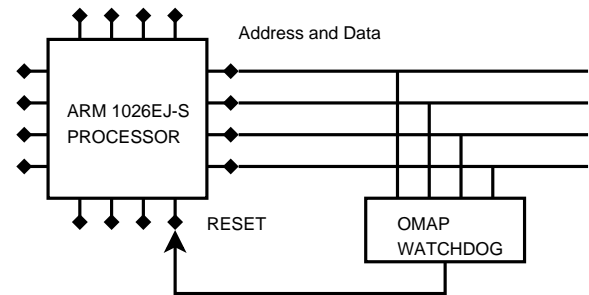 Address and Data
ARM 1026EJ-S
PROCESSOR
RESET
OMAP
WATCHDOG